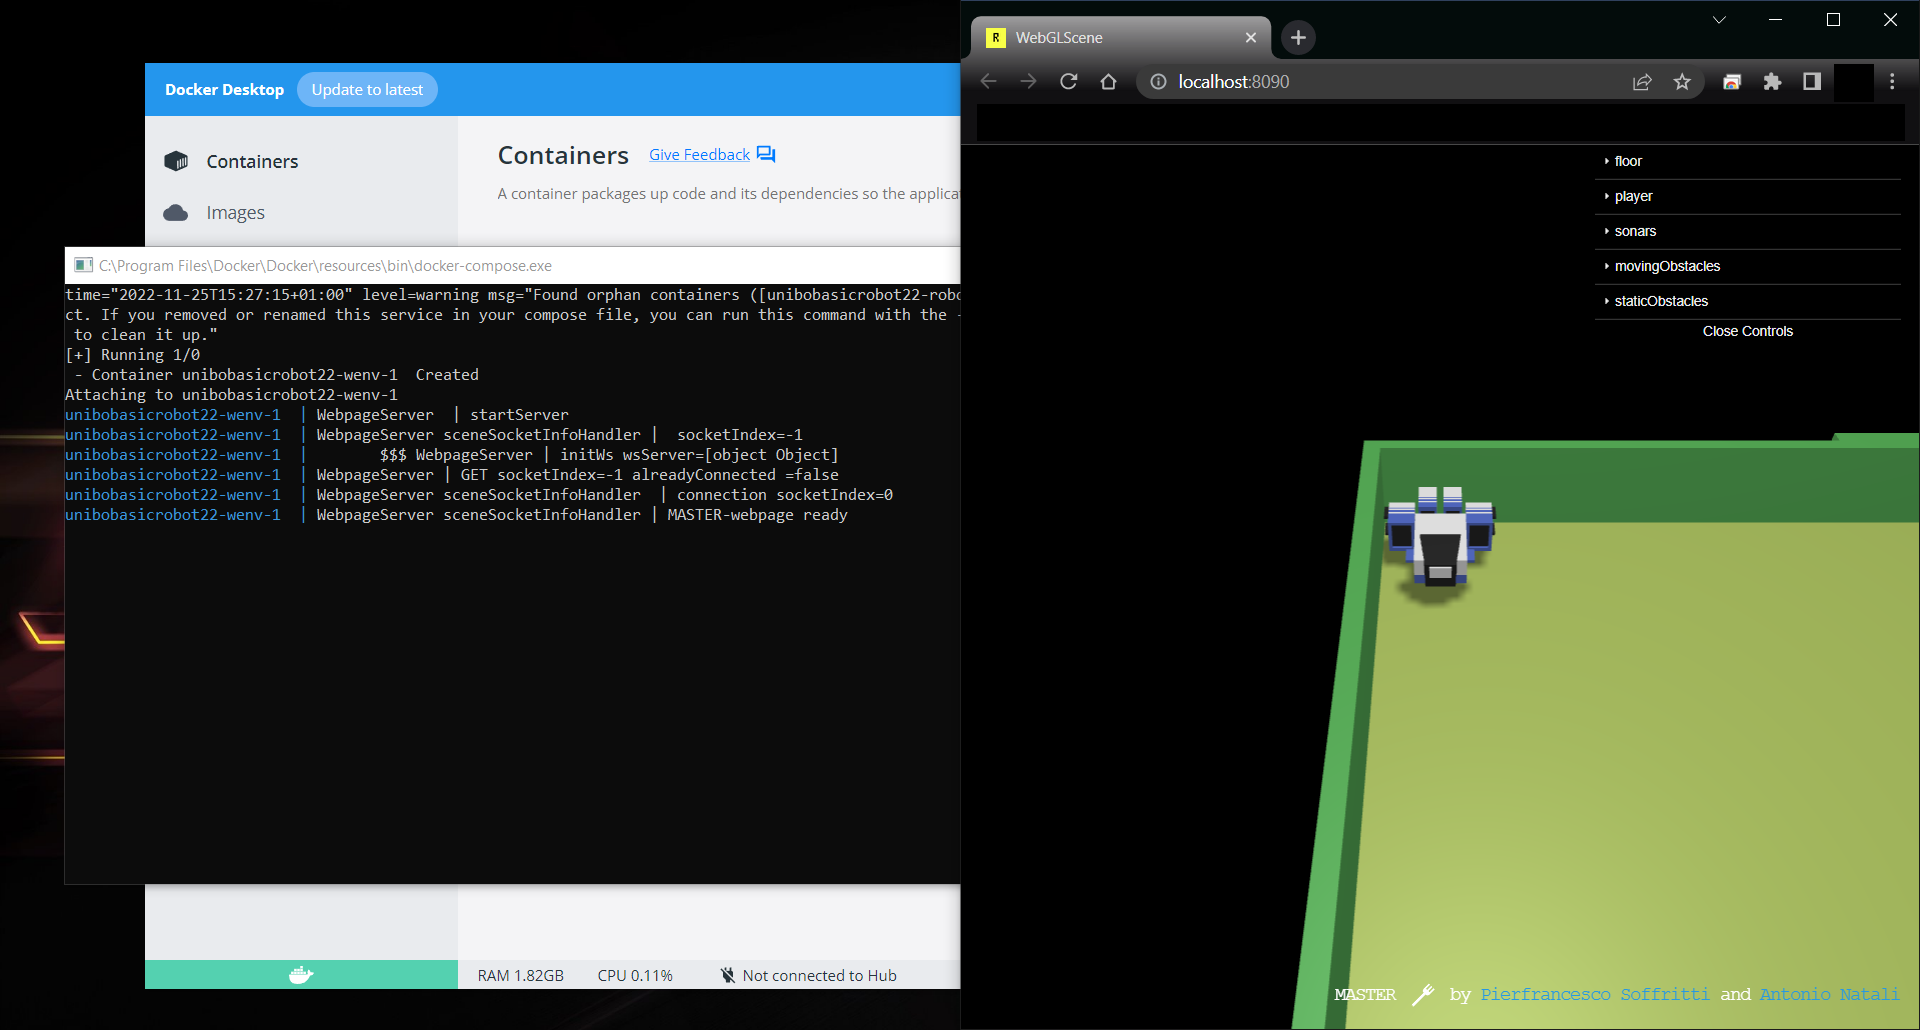 Docker Desktop Update to latest
Containers
Images
Containers Give Feedback
A container packages up code and its dependencies so the applica
C:\Program Files\Docker\Docker\resources\bin\docker-compose.exe
time="2022-11-25T15:27:15+01:00" level=warning msg="Found orphan containers ([unibobasicrobot22-robo
ct. If you removed or renamed this service in your compose file, you can run this command with the -
to clean it up."
[+] Running 1/0
- Container unibobasicrobot22-wenv-1  Created
Attaching to unibobasicrobot22-wenv-1
unibobasicrobot22-wenv-1  | WebpageServer  | startServer
unibobasicrobot22-wenv-1  | WebpageServer sceneSocketInfoHandler |  socketIndex=-1
unibobasicrobot22-wenv-1  |        $$$ WebpageServer | initWs wsServer=[object Object]
unibobasicrobot22-wenv-1  | WebpageServer | GET socketIndex=-1 alreadyConnected =false
unibobasicrobot22-wenv-1  | WebpageServer sceneSocketInfoHandler  | connection socketIndex=0
unibobasicrobot22-wenv-1  | WebpageServer sceneSocketInfoHandler | MASTER-webpage ready
RAM 1.82GB CPU 0.11% Not connected to Hub
R WebGLScene
localhost:8090
floor
player
sonars
movingObstacles
staticObstacles
Close Controls
MASTER by Pierfrancesco Soffritti and Antonio Natali